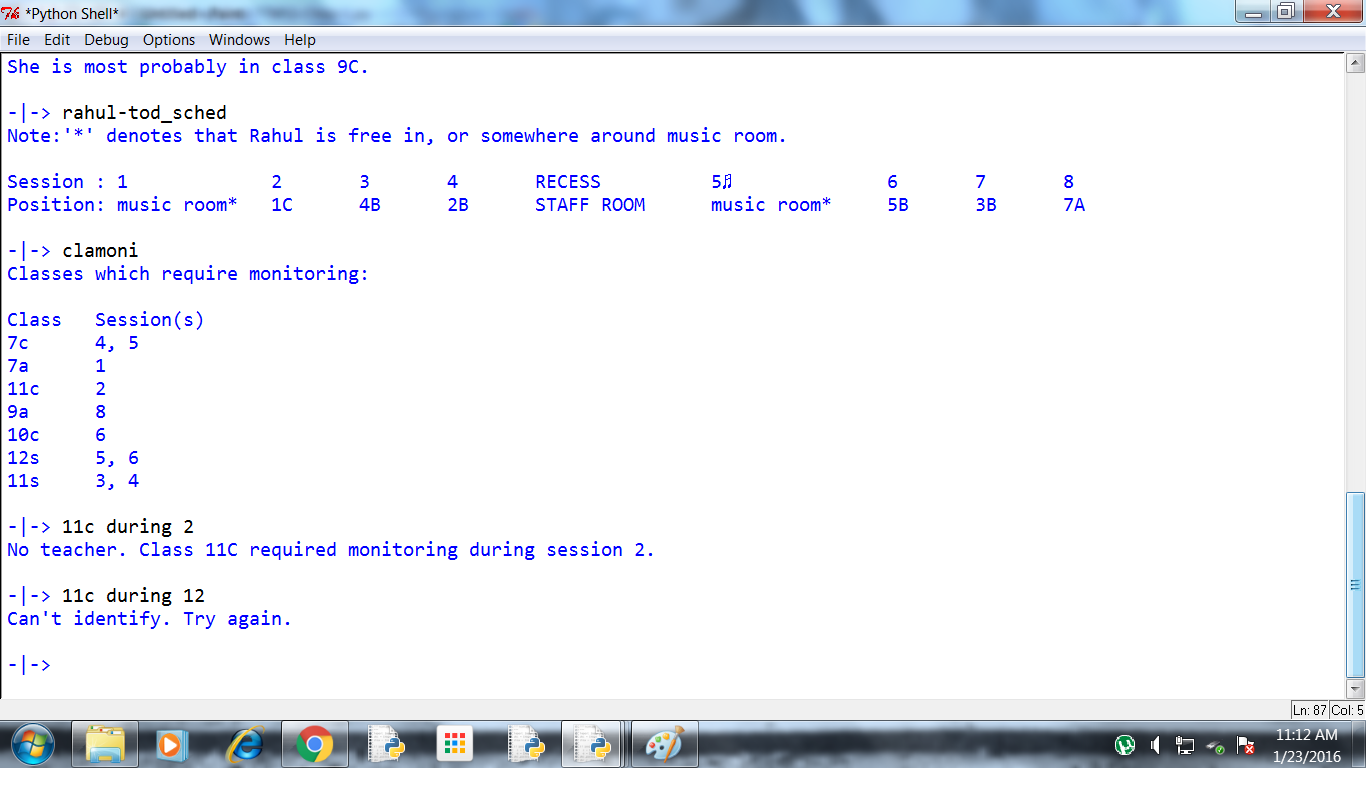 *Python Shell*
File Edit Debug Options Windows Help
She is most probably in class 9C.
-|-> rahul-tod_sched
Note:'*' denotes that Rahul is free in, or somewhere around music room.
Session : 1 2 3 4 RECESS 5♫ 6 7 8
Position: music room* 1C 4B 2B STAFF ROOM music room* 5B 3B 7A
-|-> clamoni
Classes which require monitoring:
Class Session(s)
7c 4, 5
7a 1
11c 2
9a 8
10c 6
12s 5, 6
11s 3, 4
-|-> 11c during 2
No teacher. Class 11C required monitoring during session 2.
-|-> 11c during 12
Can't identify. Try again.
-|->
Ln: 87 Col: 5
11:12 AM
1/23/2016